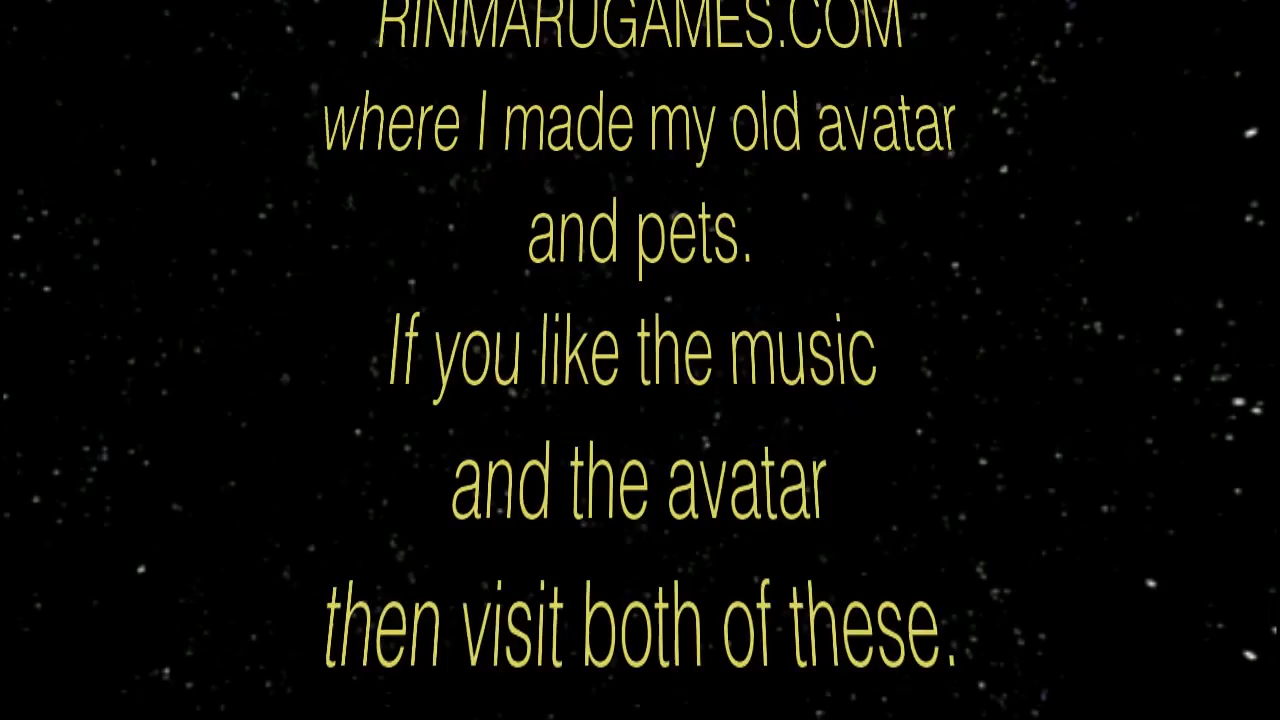 RINMARUGAMES.COM
where I made my old avatar
and pets.
If you like the music
and the avatar
then visit both of these.